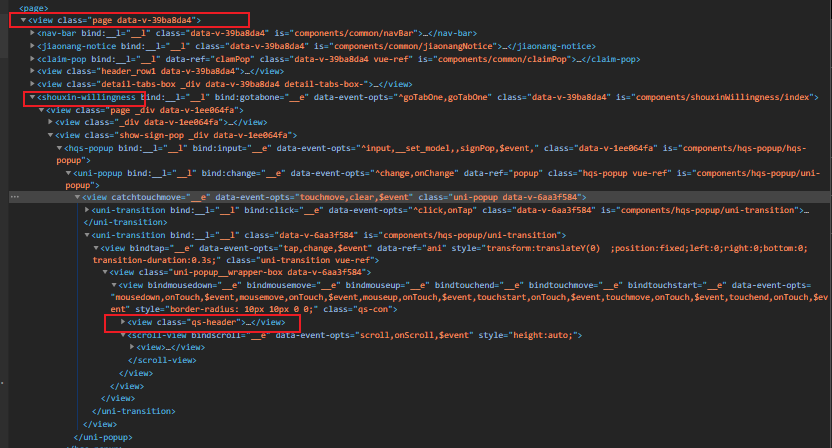 <page>
▼<view class="page data-v-39ba8da4">
▶<nav-bar bind:__l="__l" class="data-v-39ba8da4" is="components/common/navBar">…</nav-bar>
▶<jiaonang-notice bind:__l="__l" class="data-v-39ba8da4" is="components/common/jiaonangNotice">…</jiaonang-notice>
▶<claim-pop bind:__l="__l" data-ref="clamPop" class="data-v-39ba8da4 vue-ref" is="components/common/claimPop">…</claim-pop>
▶<view class="header_row1 data-v-39ba8da4">…</view>
▶<view class="detail-tabs-box _div data-v-39ba8da4 detail-tabs-box-">…</view>
▼<shouxin-willingness bind:__l="__l" bind:gotabone="__e" data-event-opts="^goTabOne,goTabOne" class="data-v-39ba8da4" is="components/shouxinWillingness/index">
▼<view class="page _div data-v-1ee064fa">
▶<view class="_div data-v-1ee064fa">…</view>
▼<view class="show-sign-pop _div data-v-1ee064fa">
▼<hqs-popup bind:__l="__l" bind:input="__e" data-event-opts="^input,__set_model,,signPop,$event," class="data-v-1ee064fa" is="components/hqs-popup/hqs-
popup">
▼<uni-popup bind:__l="__l" bind:change="__e" data-event-opts="^change,onChange" data-ref="popup" class="hqs-popup vue-ref" is="components/hqs-popup/uni-
popup">
…
▼<view catchtouchmove="__e" data-event-opts="touchmove,clear,$event" class="uni-popup data-v-6aa3f584">
▶<uni-transition bind:__l="__l" bind:click="__e" data-event-opts="^click,onTap" class="data-v-6aa3f584" is="components/hqs-popup/uni-transition">…
</uni-transition>
▼<uni-transition bind:__l="__l" is="components/hqs-popup/uni-transition">
▼<view bindtap="__e" data-event-opts="tap,change,$event" data-ref="ani" style="transform:translateY(0) ;position:fixed;left:0;right:0;bottom:0;
transition-duration:0.3s;" class="uni-transition vue-ref">
▼<view class="uni-popup__wrapper-box data-v-6aa3f584">
▼<view bindmousedown="__e" bindmousemove="__e" bindmouseup="__e" bindtouchend="__e" bindtouchmove="__e" bindtouchstart="__e" data-event-opts=
"mousedown,onTouch,$event,mousemove,onTouch,$event,mouseup,onTouch,$event,touchstart,onTouch,$event,touchmove,onTouch,$event,touchend,onTouch,$ev
ent" style="border-radius: 10px 10px 0 0;" class="qs-con">
▶<view class="qs-header">…</view>
▼<scroll-view bindscroll="__e" data-event-opts="scroll,onScroll,$event" style="height:auto;">
▶<view>…</view>
</scroll-view>
</view>
</view>
</view>
</uni-transition>
</view>
</uni-popup>